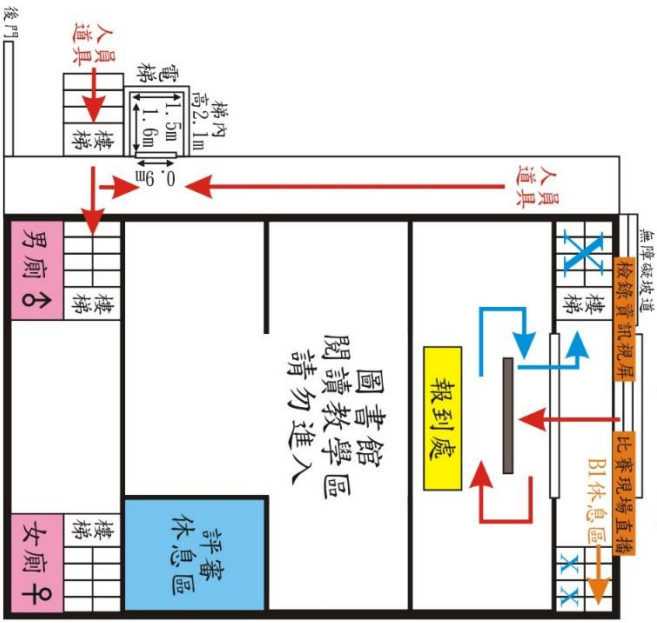 後門
人員
道具
樓梯
電梯
梯內
高2.1m
1.5m
1.6m
0.9m
人員
道具
無障礙坡道
男廁
樓梯
樓梯
檢錄資訊視屏
比賽現場直播
B1休息區
報到處
圖書館
閱讀教學區
請勿進入
評審
休息區
樓梯
女廁
X
X
X